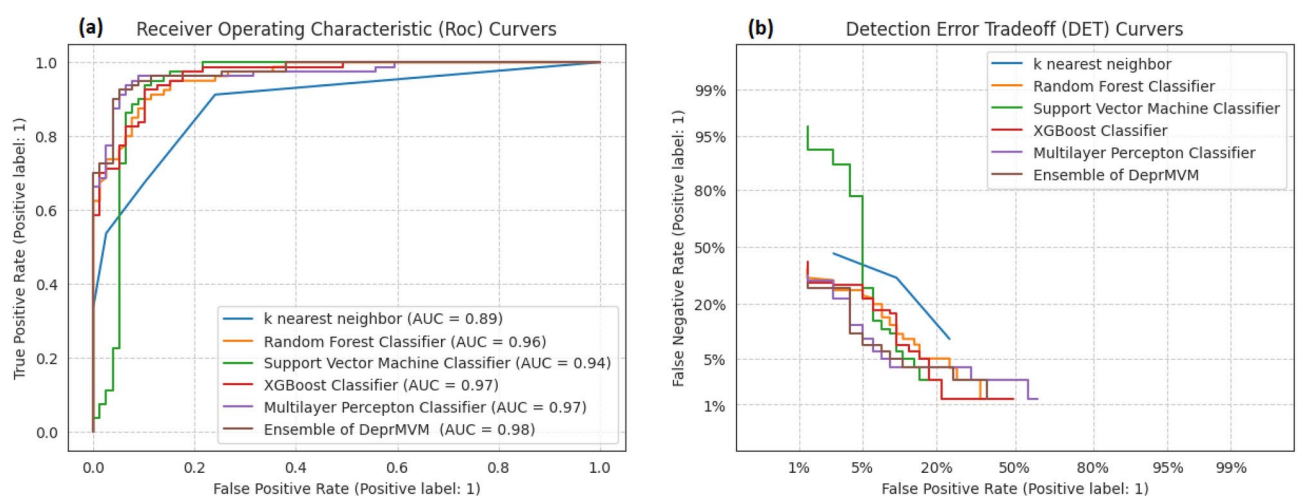 (a)
Receiver Operating Characteristic (Roc) Curvers
True Positive Rate (Positive label: 1)
1.0
0.8
0.6
0.4
0.2
0.0
k nearest neighbor (AUC = 0.89)
Random Forest Classifier (AUC = 0.96)
Support Vector Machine Classifier (AUC = 0.94)
XGBoost Classifier (AUC = 0.97)
Multilayer Percepton Classifier (AUC = 0.97)
Ensemble of DeprMVM (AUC = 0.98)
0.0 0.2 0.4 0.6 0.8 1.0
False Positive Rate (Positive label: 1)
(b)
Detection Error Tradeoff (DET) Curvers
False Negative Rate (Positive label: 1)
99%
95%
80%
50%
20%
5%
1%
k nearest neighbor
Random Forest Classifier
Support Vector Machine Classifier
XGBoost Classifier
Multilayer Percepton Classifier
Ensemble of DeprMVM
1% 5% 20% 50% 80% 95% 99%
False Positive Rate (Positive label: 1)